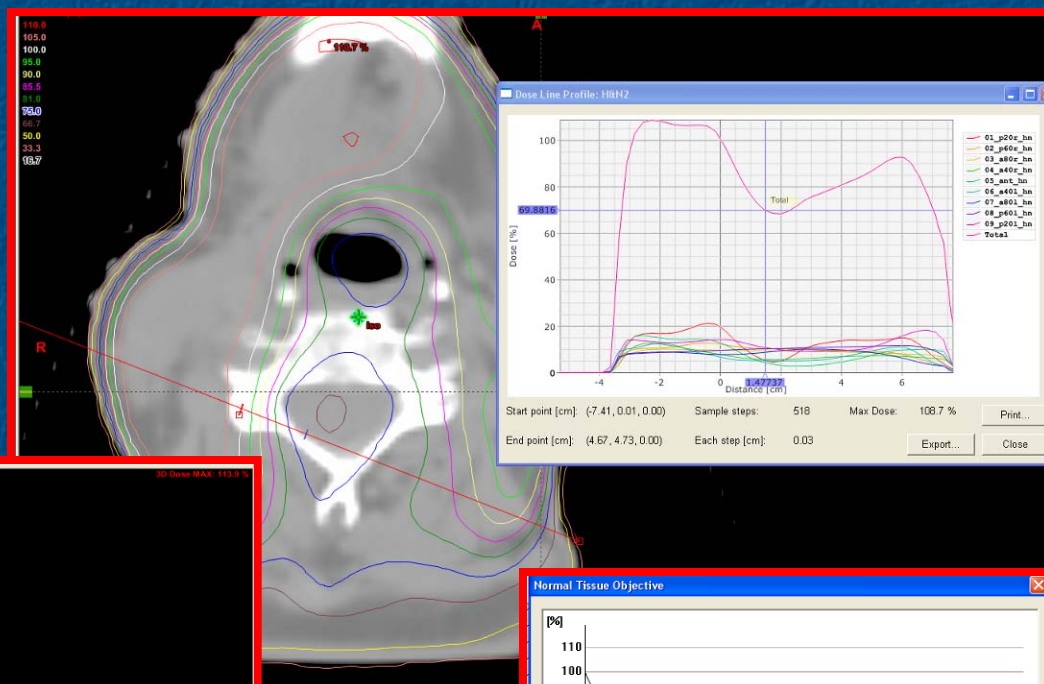 110.0
105.0
100.0
95.0
90.0
85.5
81.0
75.0
66.7
50.0
33.3
16.7
A
110.7 %
Iso
R
Dose Line Profile: H&N2
100
80
69.8816
60
40
20
0
Dose [%]
Total
-4
-2
0
1.47737
4
6
Distance [cm]
01_p20r_hn
02_p60r_hn
03_a80r_hn
04_a40r_hn
05_ant_hn
06_a40l_hn
07_a80l_hn
08_p60l_hn
09_p20l_hn
Total
Start point [cm]: (-7.41, 0.01, 0.00) Sample steps: 518 Max Dose: 108.7 % Print...
End point [cm]: (4.67, 4.73, 0.00) Each step [cm]: 0.03 Export... Close
3D Dose MAX: 113.9 %
Normal Tissue Objective
[%]
110
100